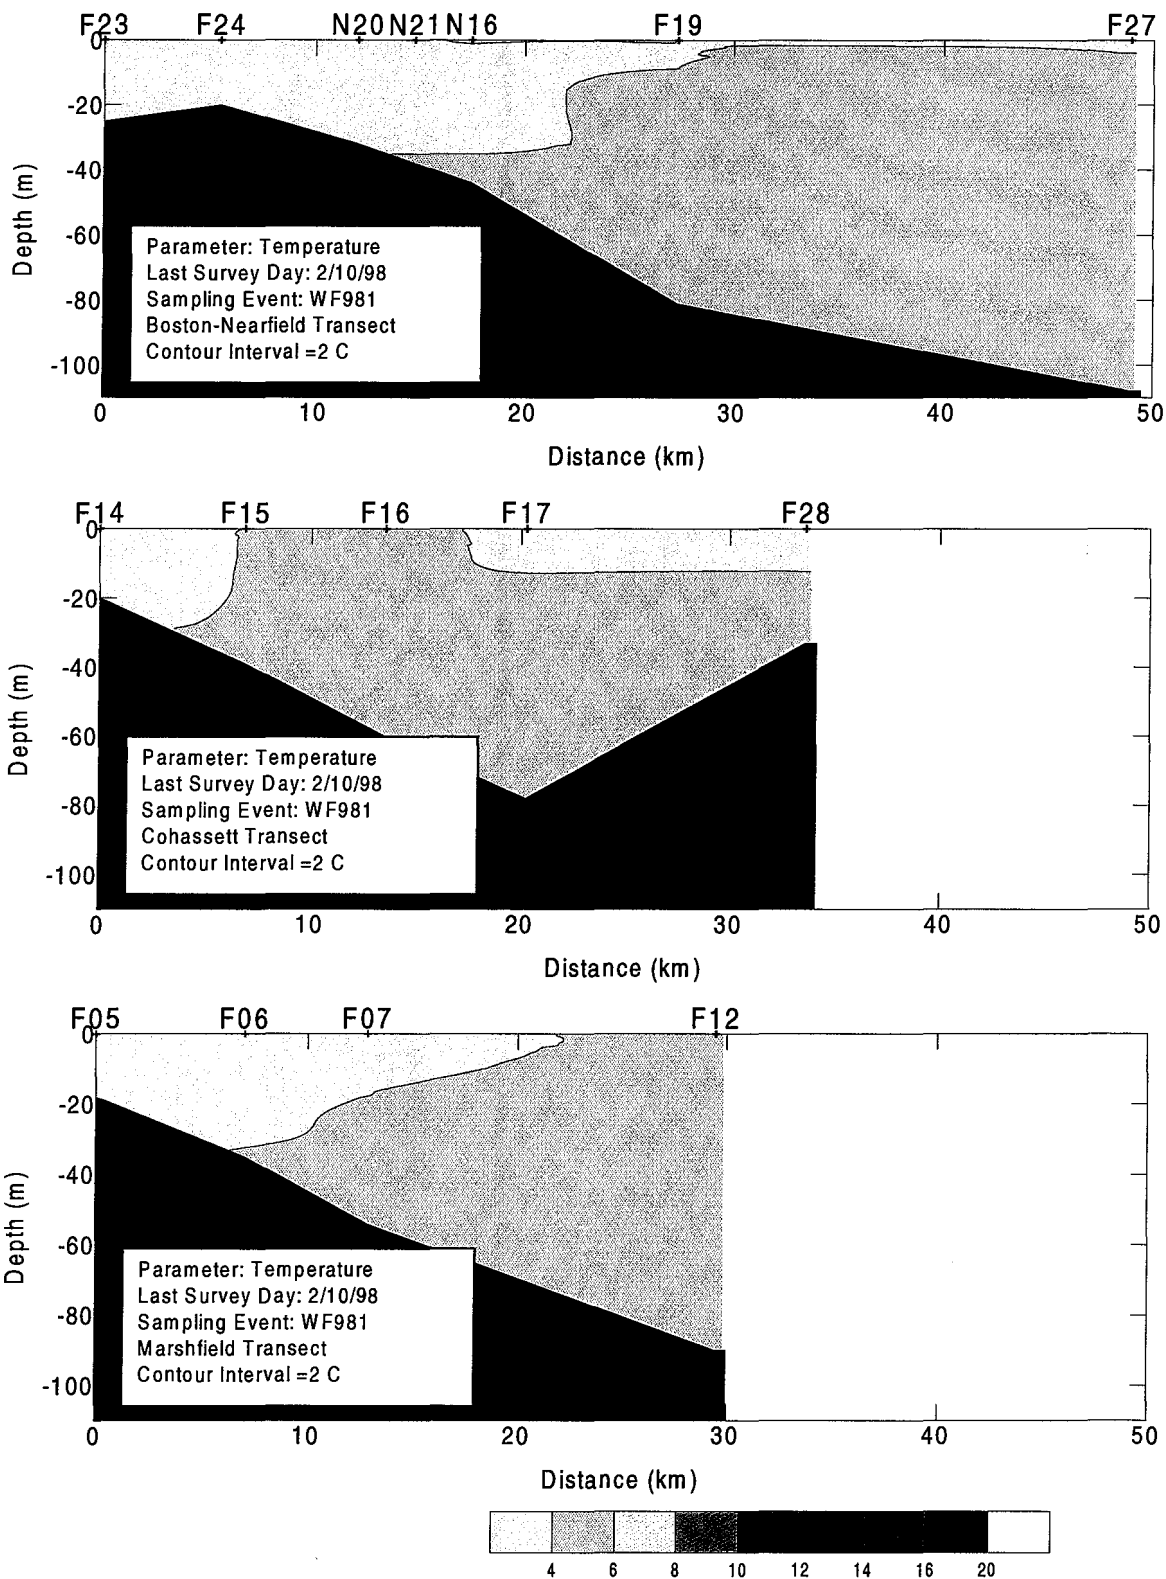 F23 F24 N20 N21 N16 F19 F27
0
-20
-40
-60
-80
-100
Depth (m)
Parameter: Temperature
Last Survey Day: 2/10/98
Sampling Event: WF981
Boston-Nearfield Transect
Contour Interval =2 C
0 10 20 30 40 50
Distance (km)
F14 F15 F16 F17 F28
0
-20
-40
-60
-80
-100
Depth (m)
Parameter: Temperature
Last Survey Day: 2/10/98
Sampling Event: WF981
Cohassett Transect
Contour Interval =2 C
0 10 20 30 40 50
Distance (km)
F05 F06 F07 F12
0
-20
-40
-60
-80
-100
Depth (m)
Parameter: Temperature
Last Survey Day: 2/10/98
Sampling Event: WF981
Marshfield Transect
Contour Interval =2 C
0 10 20 30 40 50
Distance (km)
4 6 8 10 12 14 16 20